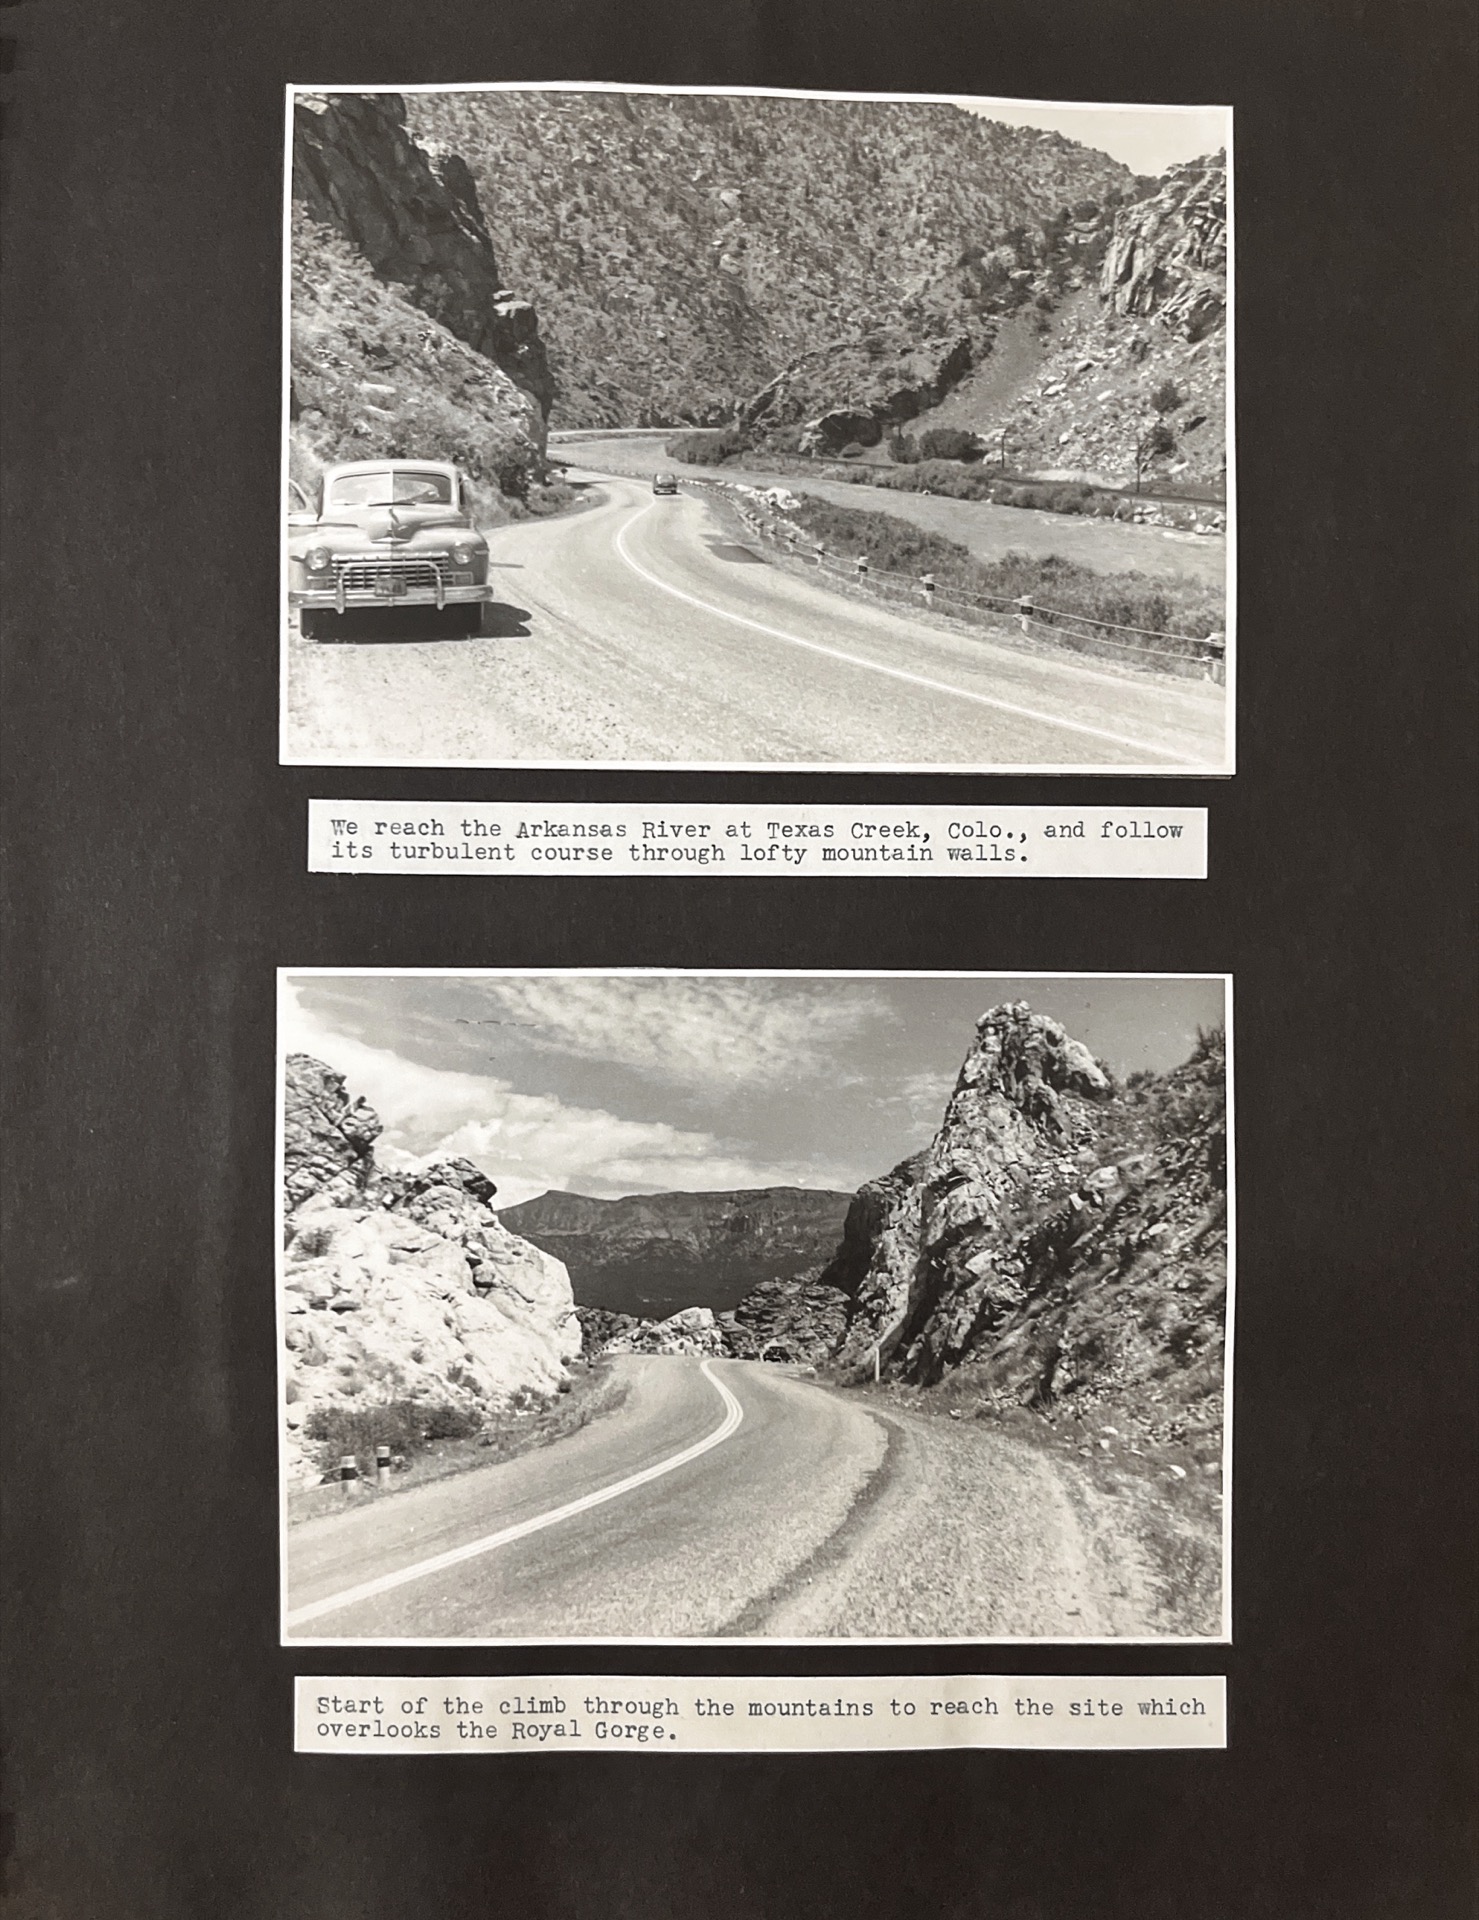 We reach the Arkansas River at Texas Creek, Colo., and follow
its turbulent course through lofty mountain walls.
Start of the climb through the mountains to reach the site which
overlooks the Royal Gorge.